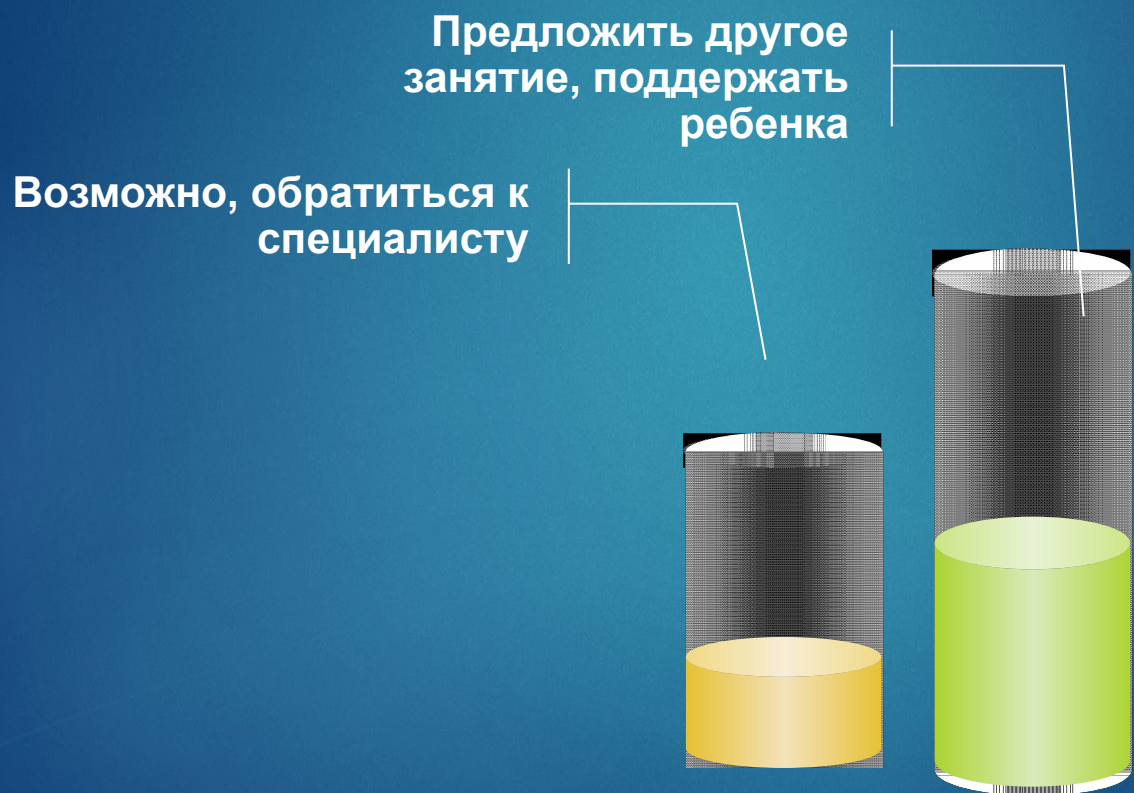 Предложить другое
занятие, поддержать
ребенка
Возможно, обратиться к
специалисту